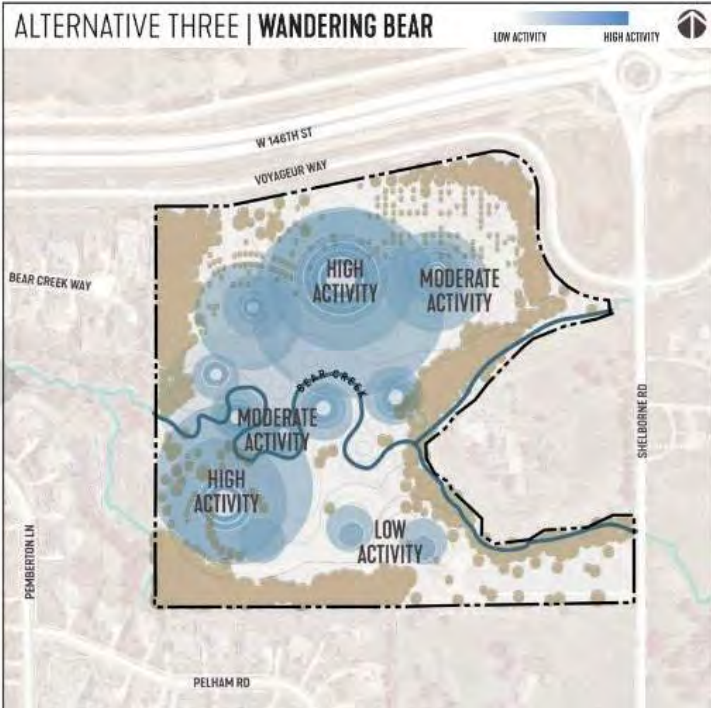 ALTERNATIVE THREE | WANDERING BEAR
LOW ACTIVITY
HIGH ACTIVITY
W 146TH ST
VOYAGEUR WAY
BEAR CREEK WAY
HIGH
ACTIVITY
MODERATE
ACTIVITY
BEAR CREEK
MODERATE
ACTIVITY
SHELBORNE RD
HIGH
ACTIVITY
LOW
ACTIVITY
PEMBERTON LN
PELHAM RD